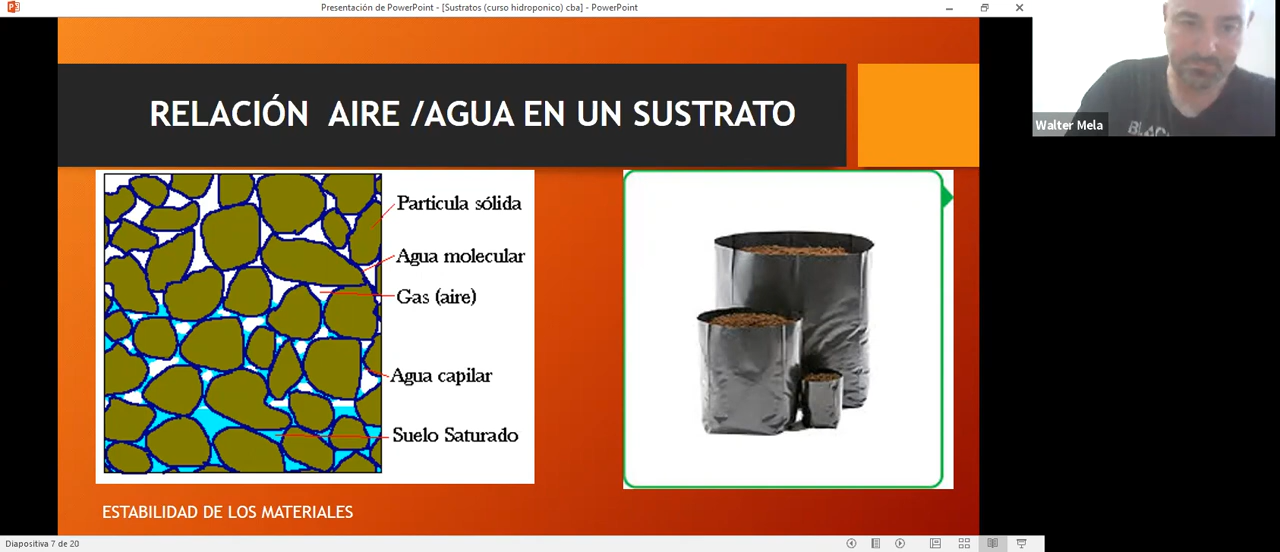 Presentación de PowerPoint - [Sustratos (curso hidroponico) cba] - PowerPoint
RELACIÓN AIRE /AGUA EN UN SUSTRATO
Particula sólida
Agua molecular
Gas (aire)
Agua capilar
Suelo Saturado
ESTABILIDAD DE LOS MATERIALES
Diapositiva 7 de 20
Walter Mela